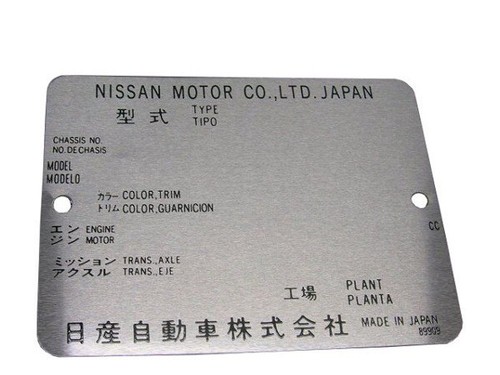 NISSAN MOTOR CO.,LTD. JAPAN
型式 TYPE
TIPO
CHASSIS NO.
NO. DE CHASIS
MODEL
MODELO
カラー COLOR,TRIM
トリム COLOR,GUARNICION
エン ENGINE
ジン MOTOR
CC
ミッション TRANS.,AXLE
アクスル TRANS.,EJE
工場 PLANT
PLANTA
日産自動車株式会社 MADE IN JAPAN
89909